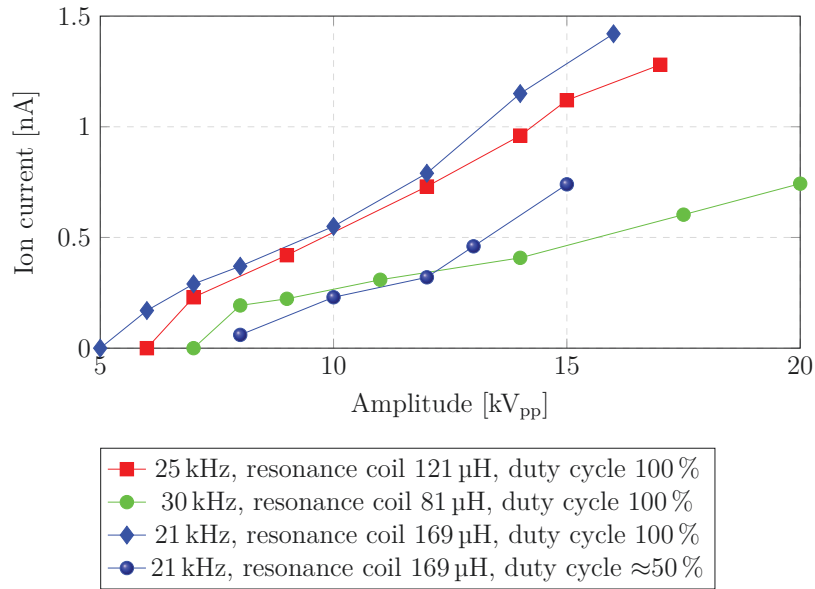 1.5
1
0.5
0
5
10
15
20
Ion current [nA]
Amplitude [kVpp]
25 kHz, resonance coil 121 µH, duty cycle 100 %
30 kHz, resonance coil 81 µH, duty cycle 100 %
21 kHz, resonance coil 169 µH, duty cycle 100 %
21 kHz, resonance coil 169 µH, duty cycle ≈50 %